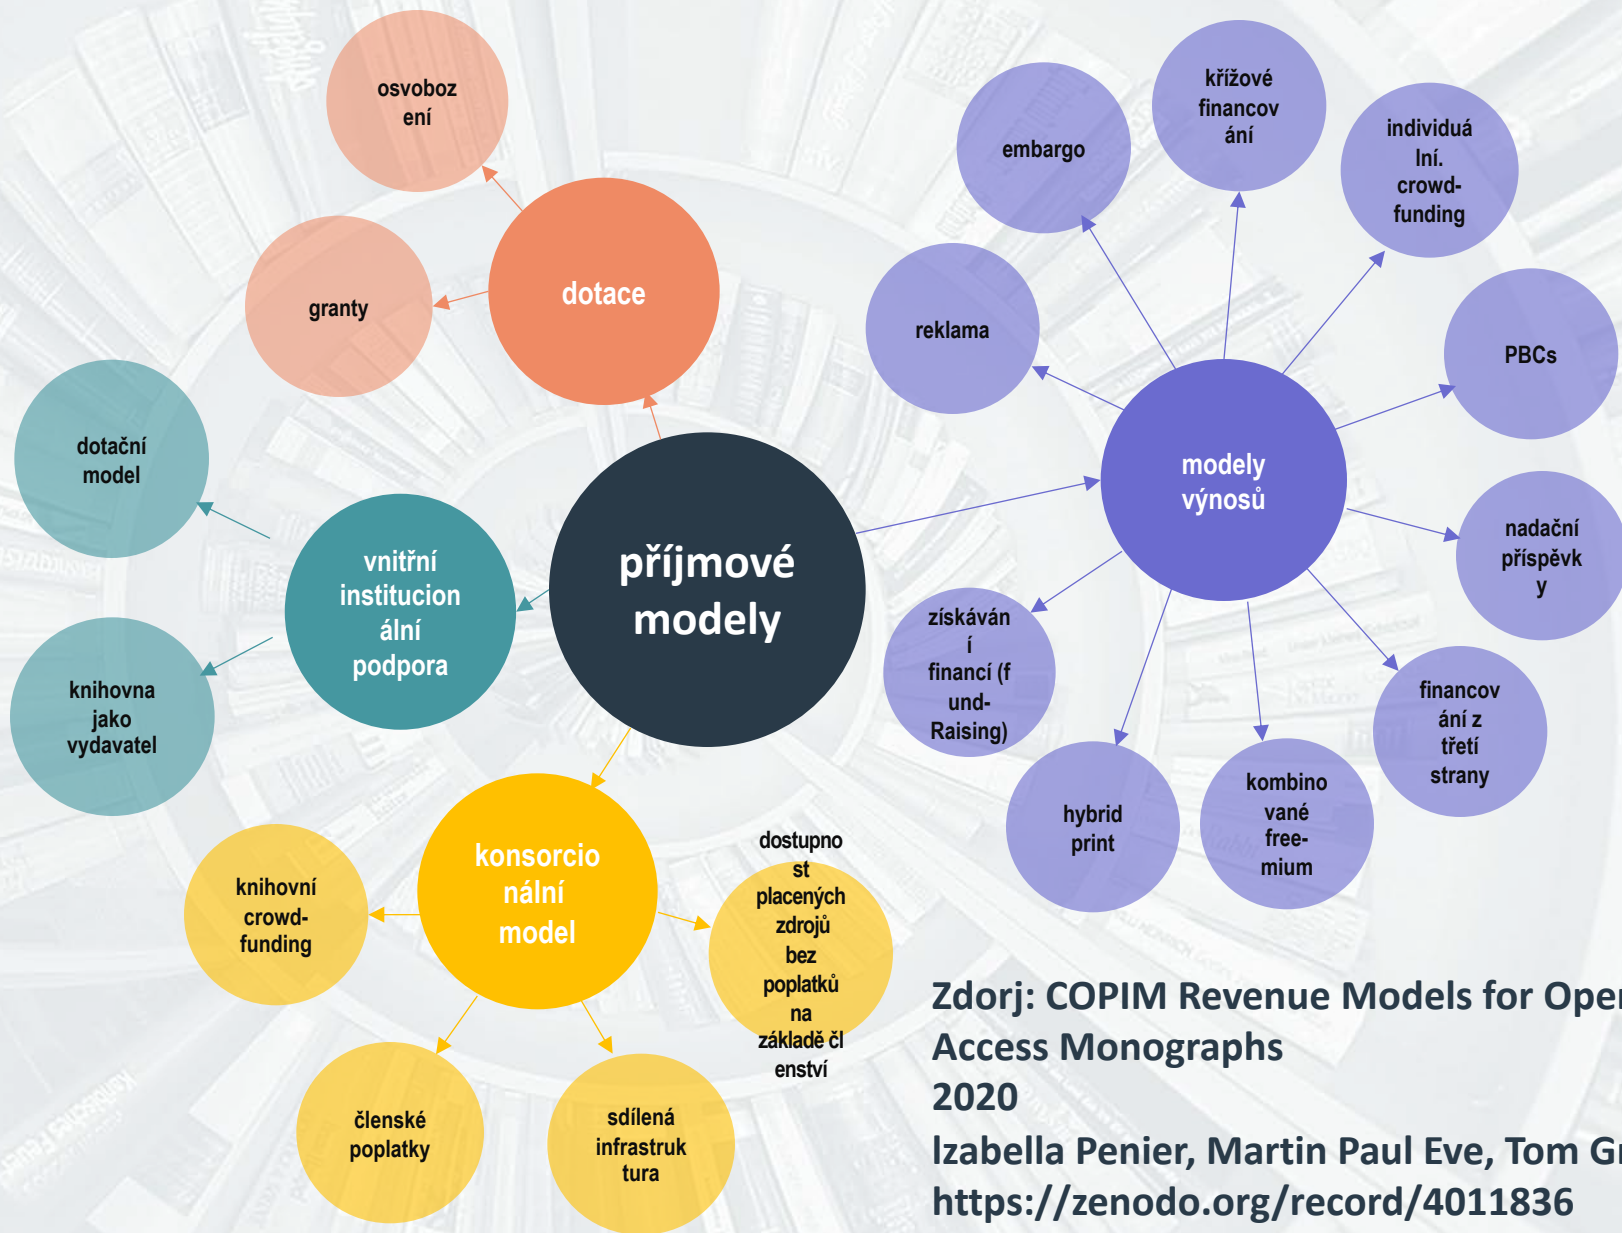 osvoboz
ení
granty
dotace
dotační
model
knihovna
jako
vydavatel
vnitřní
institucion
ální
podpora
příjmové
modely
konsorcio
nální
model
knihovní
crowd-
funding
členské
poplatky
sdílená
infrastruk
tura
dostupno
st
placených
zdrojů
bez
poplatků
na
základě čl
enství
modely
výnosů
reklama
embargo
křížové
financov
ání
individuá
lní.
crowd-
funding
PBCs
nadační
příspěvk
y
financov
ání z
třetí
strany
kombino
vané
free-
mium
hybrid
print
získáván
í
financí (f
und-
Raising)
Zdorj: COPIM Revenue Models for Oper
Access Monographs
2020
Izabella Penier, Martin Paul Eve, Tom Gr
https://zenodo.org/record/4011836